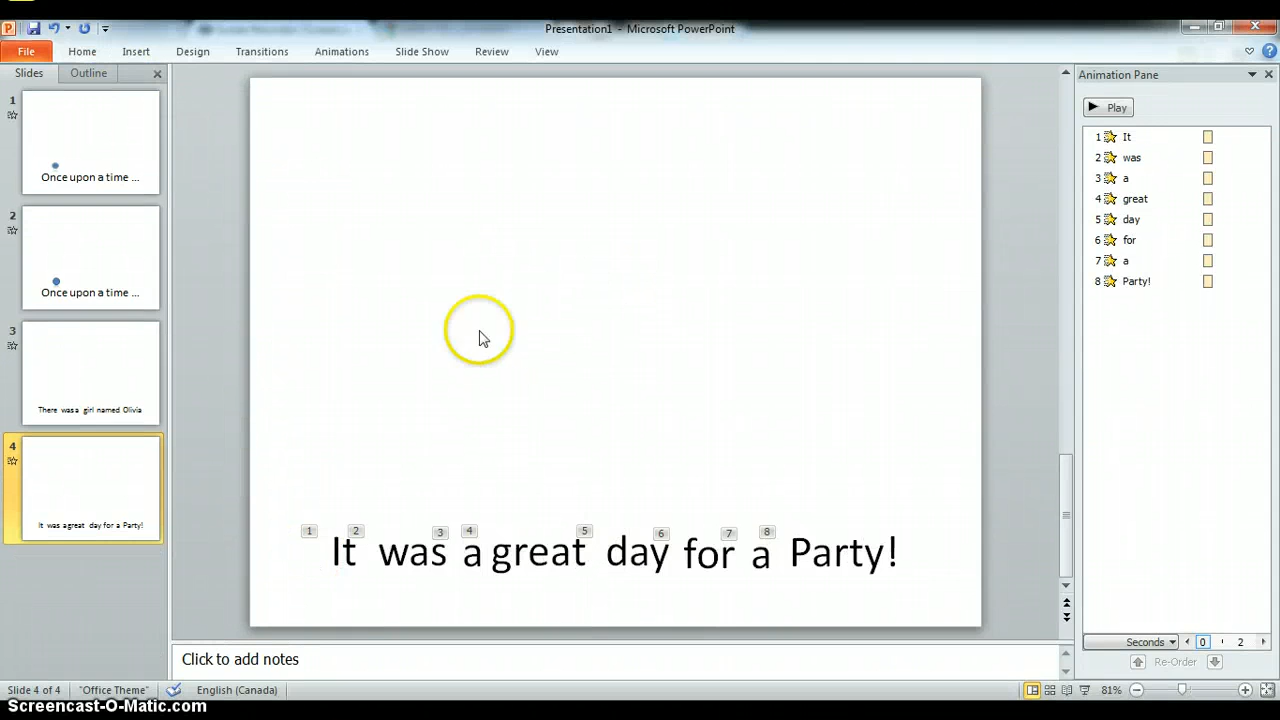 Presentation1 - Microsoft PowerPoint
File Home Insert Design Transitions Animations Slide Show Review View
Slides Outline
1
Once upon a time ...
2
Once upon a time ...
3
There was a girl named Olivia
4
It was a great day for a Party!
1 2 3 4 5 6 7 8
It was a great day for a Party!
Click to add notes
Animation Pane
Play
1 It
2 was
3 a
4 great
5 day
6 for
7 a
8 Party!
Seconds 0 2
Re-Order
Slide 4 of 4 "Office Theme" English (Canada) 81%
Screencast-O-Matic.com